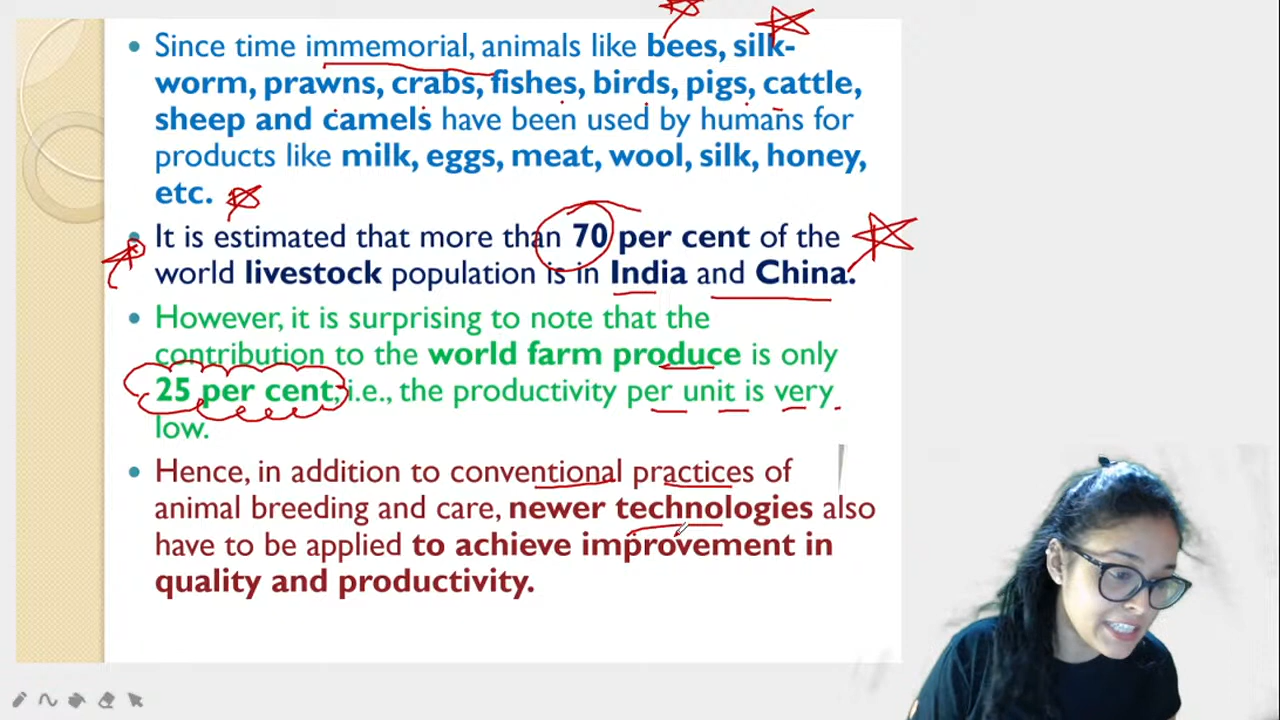 Since time immemorial, animals like bees, silk-
worm, prawns, crabs, fishes, birds, pigs, cattle,
sheep and camels have been used by humans for
products like milk, eggs, meat, wool, silk, honey,
etc.
It is estimated that more than 70 per cent of the
world livestock population is in India and China.
However, it is surprising to note that the
contribution to the world farm produce is only
25 per cent; i.e., the productivity per unit is very
low.
Hence, in addition to conventional practices of
animal breeding and care, newer technologies also
have to be applied to achieve improvement in
quality and productivity.